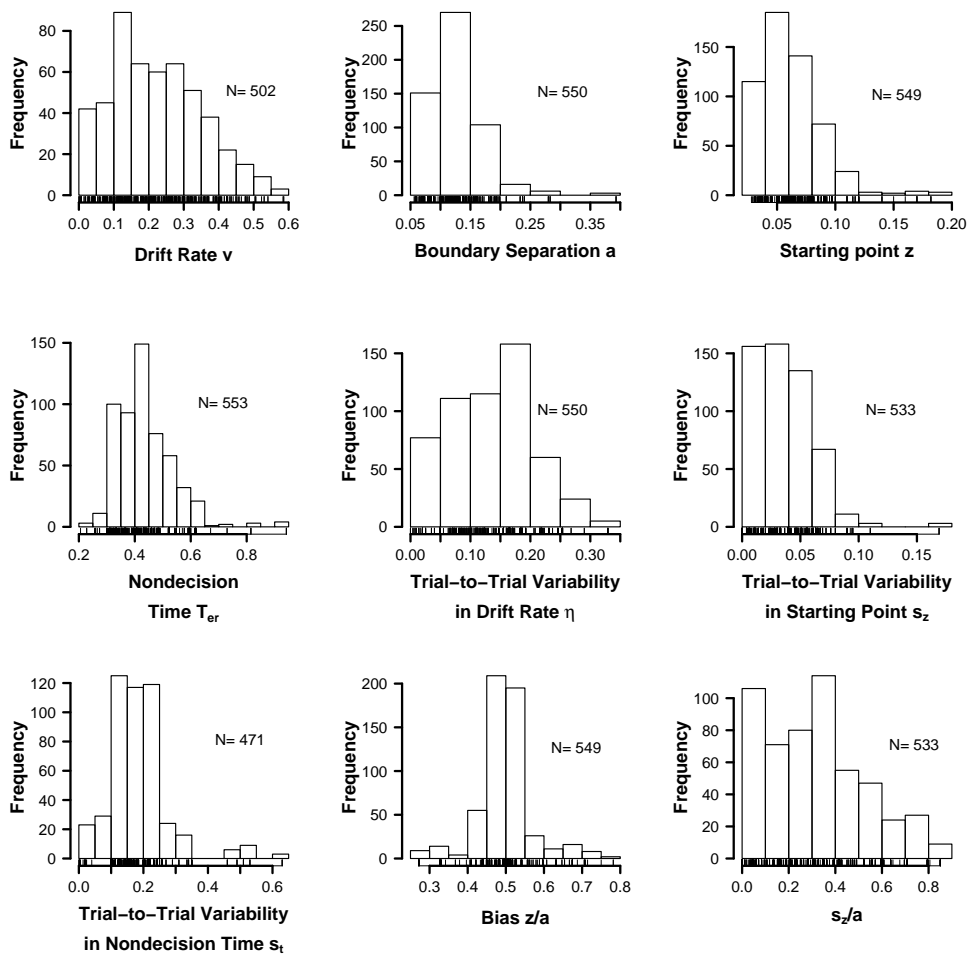 Frequency
80
60
40
20
0
N= 502
0.0 0.1 0.2 0.3 0.4 0.5 0.6
Drift Rate v
Frequency
250
200
150
100
50
0
N= 550
0.05 0.15 0.25 0.35
Boundary Separation a
Frequency
150
100
50
0
N= 549
0.05 0.10 0.15 0.20
Starting point z
Frequency
150
100
50
0
N= 553
0.2 0.4 0.6 0.8
Nondecision
Time Ter
Frequency
150
100
50
0
N= 550
0.00 0.10 0.20 0.30
Trial−to−Trial Variability
in Drift Rate η
Frequency
150
100
50
0
N= 533
0.00 0.05 0.10 0.15
Trial−to−Trial Variability
in Starting Point sz
Frequency
120
100
80
60
40
20
0
N= 471
0.0 0.2 0.4 0.6
Trial−to−Trial Variability
in Nondecision Time st
Frequency
200
150
100
50
0
N= 549
0.3 0.4 0.5 0.6 0.7 0.8
Bias z/a
Frequency
100
80
60
40
20
0
N= 533
0.0 0.2 0.4 0.6 0.8
sz/a